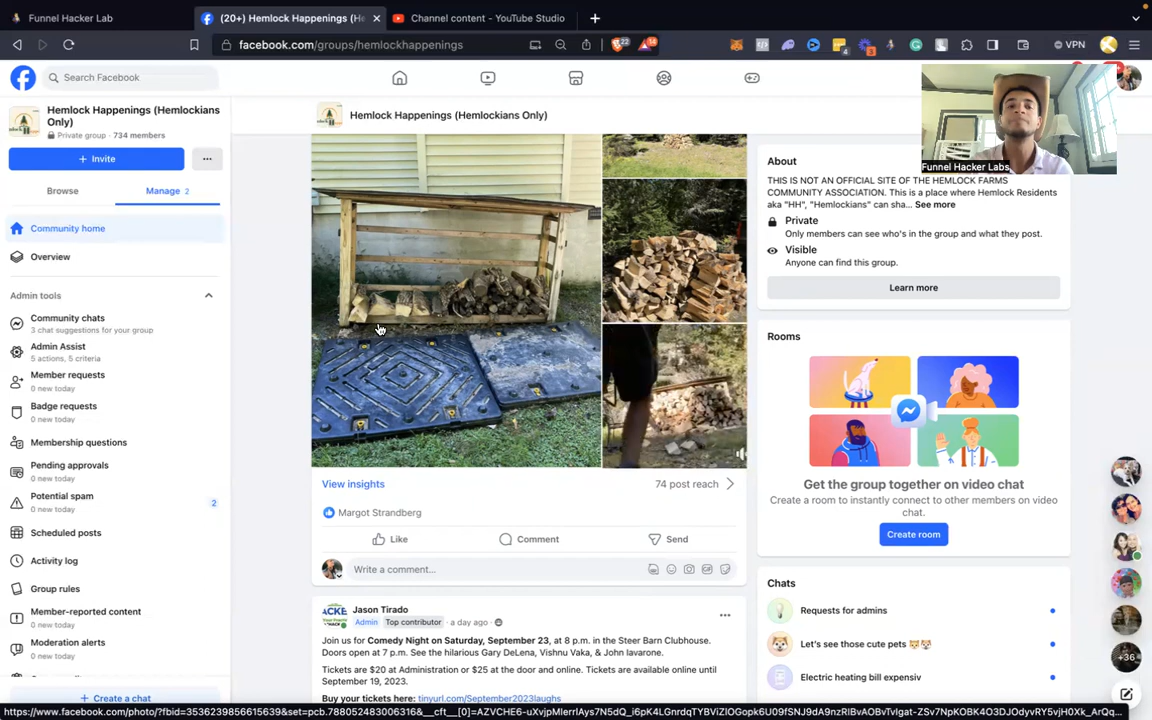 Funnel Hacker Lab
(20+) Hemlock Happenings (He
Channel content - YouTube Studio
facebook.com/groups/hemlockhappenings
22
14
4
3
VPN
Search Facebook
Hemlock Happenings (Hemlockians Only)
Hemlock Happenings (Hemlockians
Only)
Private group · 734 members
+ Invite
Browse
Manage 2
Community home
Overview
Admin tools
Community chats
3 chat suggestions for your group
Admin Assist
5 actions, 5 criteria
Member requests
0 new today
Badge requests
0 new today
Membership questions
Pending approvals
0 new today
Potential spam
0 new today
2
Scheduled posts
Activity log
Group rules
Member-reported content
0 new today
Moderation alerts
0 new today
+ Create a chat
View insights
74 post reach
Margot Strandberg
Like
Comment
Send
Write a comment...
Jason Tirado
Admin
Top contributor
· a day ago ·
Join us for Comedy Night on Saturday, September 23, at 8 p.m. in the Steer Barn Clubhouse.
Doors open at 7 p.m. See the hilarious Gary DeLena, Vishnu Vaka, & John Iavarone.
Tickets are $20 at Administration or $25 at the door and online. Tickets are available online until
September 19, 2023.
Buy your tickets here: tinyurl.com/September2023laughs
Funnel Hacker Labs
About
THIS IS NOT AN OFFICIAL SITE OF THE HEMLOCK FARMS
COMMUNITY ASSOCIATION. This is a place where Hemlock Residents
aka "HH", "Hemlockians" can sha... See more
Private
Only members can see who's in the group and what they post.
Visible
Anyone can find this group.
Learn more
Rooms
Get the group together on video chat
Create a room to instantly connect to other members on video
chat.
Create room
Chats
Requests for admins
Let's see those cute pets
Electric heating bill expensiv
+36